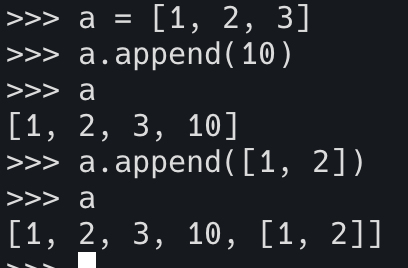 >>> a = [1, 2, 3]
>>> a.append(10)
>>> a
[1, 2, 3, 10]
>>> a.append([1, 2])
>>> a
[1, 2, 3, 10, [1, 2]]
>>>